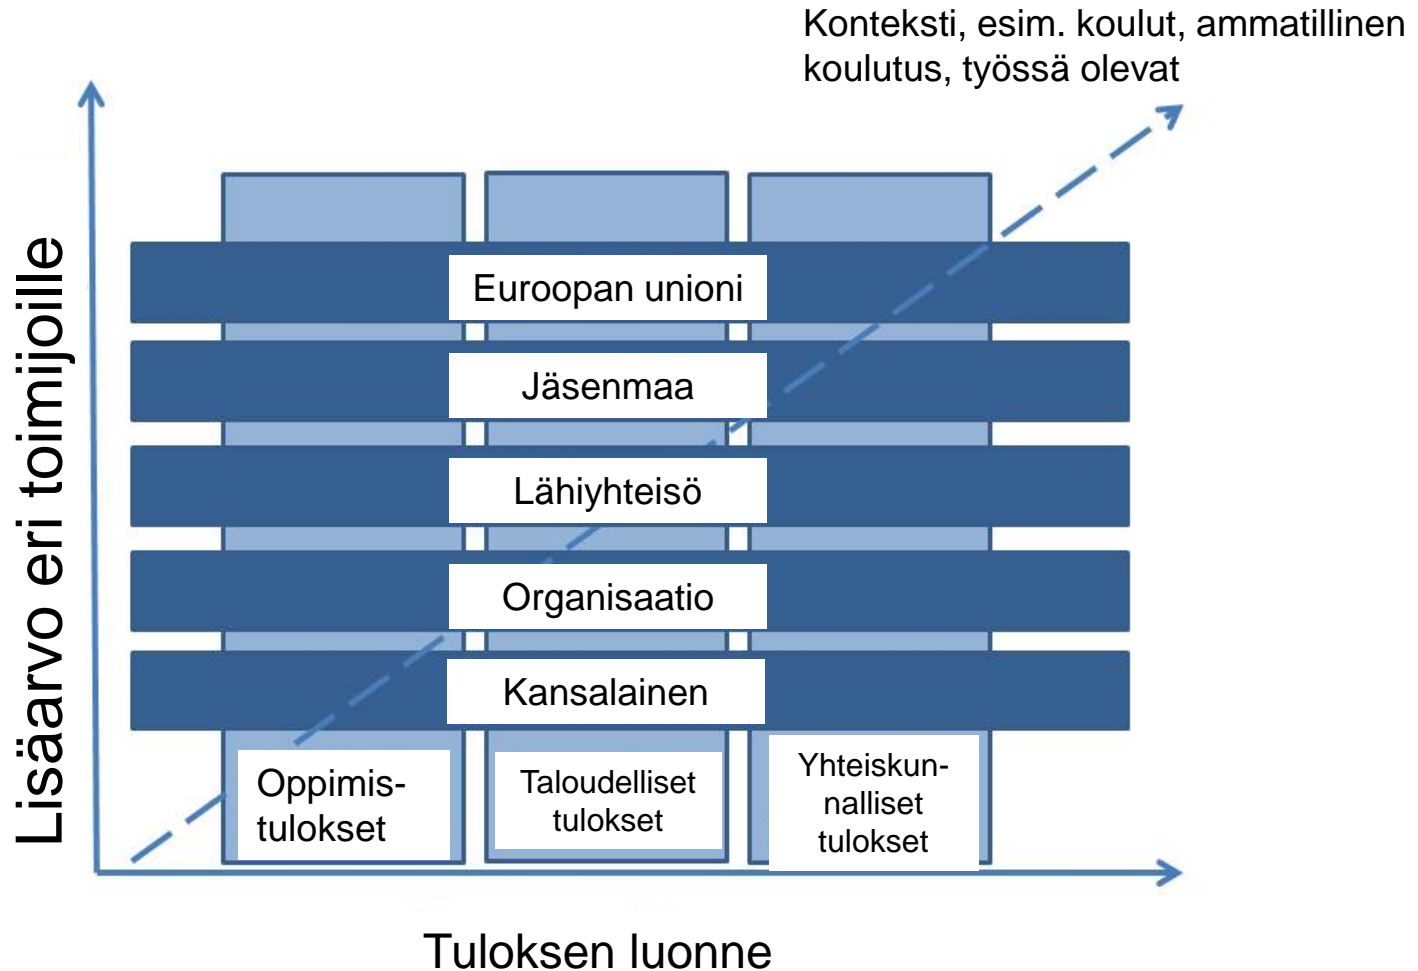 Konteksti, esim. koulut, ammatillinen
koulutus, työssä olevat
Lisäarvo eri toimijoille
Euroopan unioni
Jäsenmaa
Lähiyhteisö
Organisaatio
Kansalainen
Oppimis-
tulokset
Taloudelliset
tulokset
Yhteiskun-
nalliset
tulokset
Tuloksen luonne